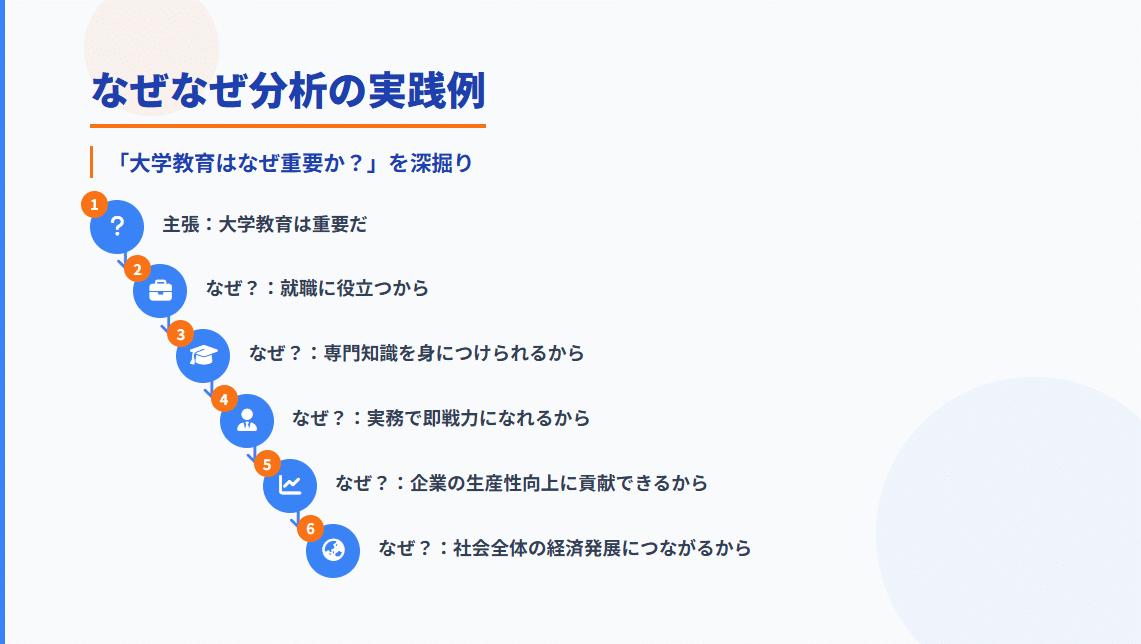 なぜなぜ分析の実践例
「大学教育はなぜ重要か？」を深掘り
1
?
主張：大学教育は重要だ
2
なぜ？：就職に役立つから
3
なぜ？：専門知識を身につけられるから
4
なぜ？：実務で即戦力になれるから
5
なぜ？：企業の生産性向上に貢献できるから
6
なぜ？：社会全体の経済発展につながるから